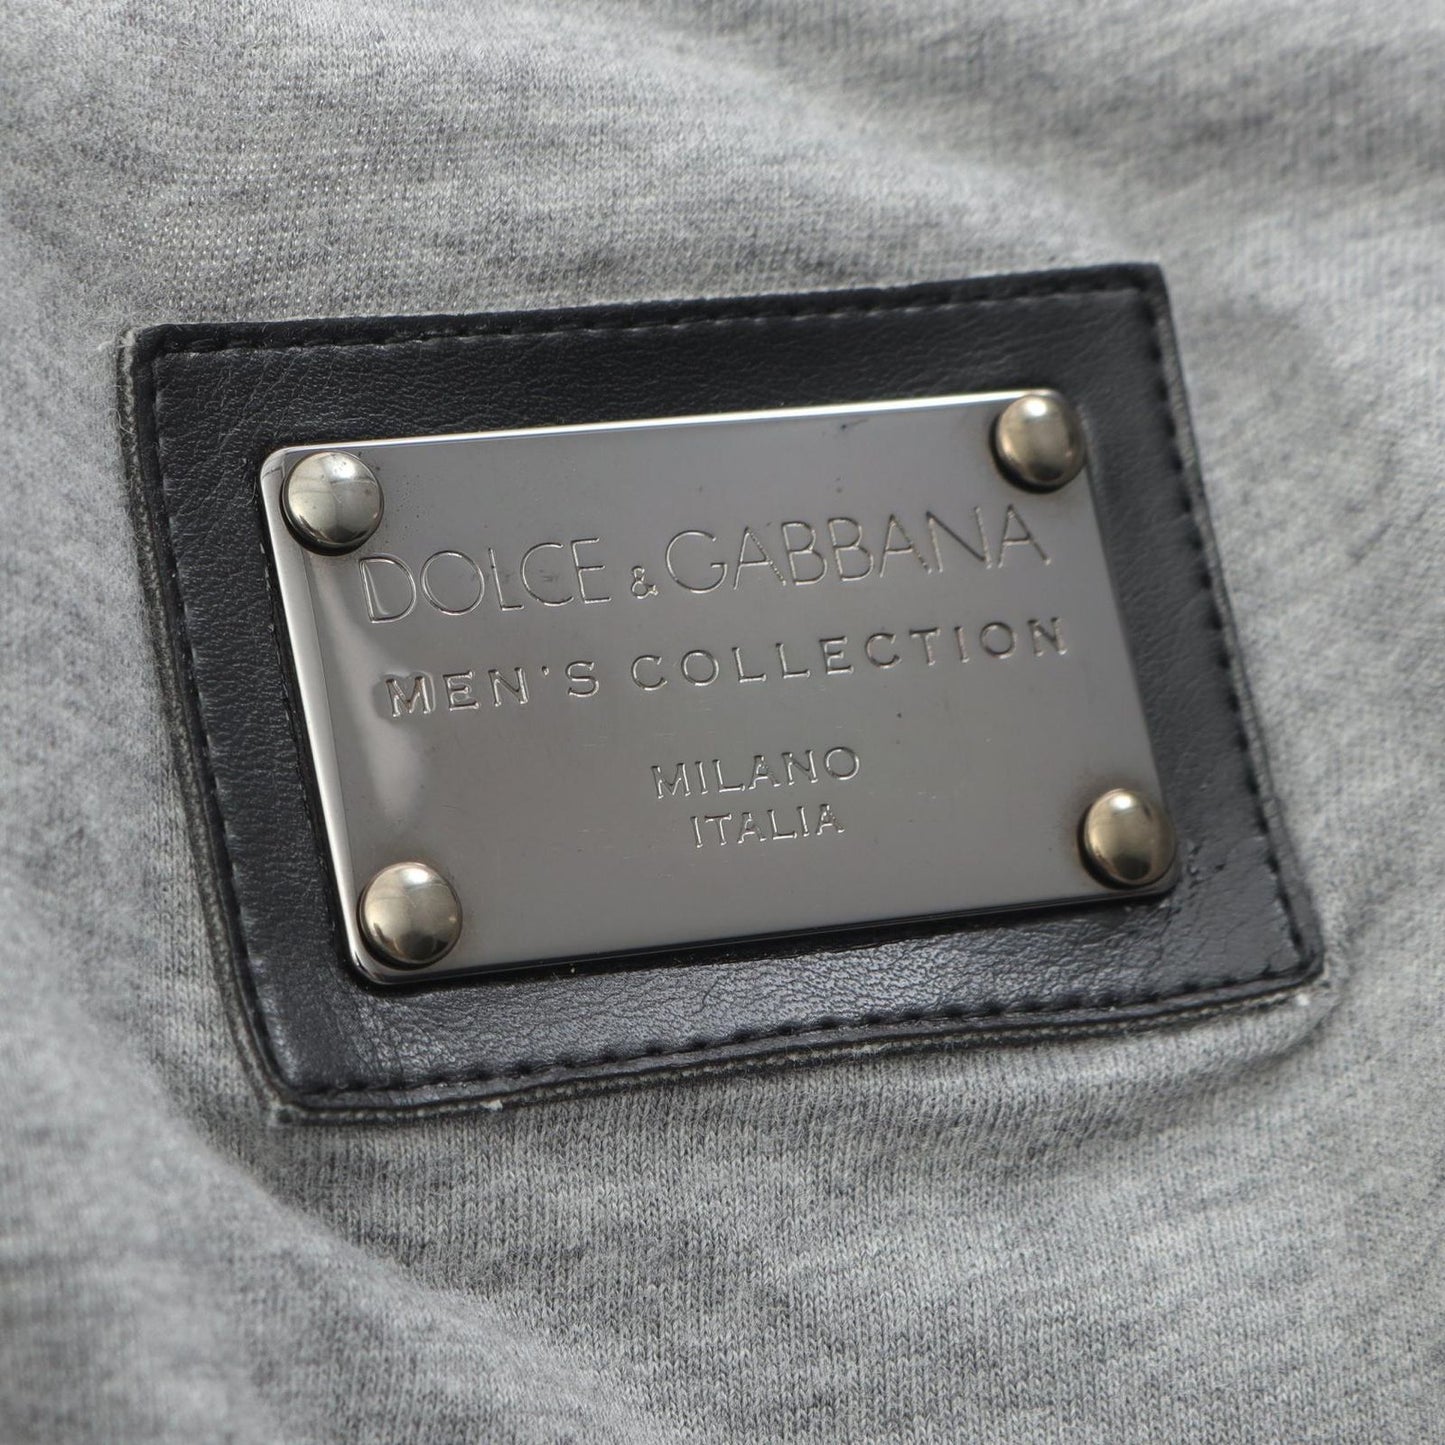 DOLCE & GABBANA
MEN'S COLLECTION
MILANO
ITALIA